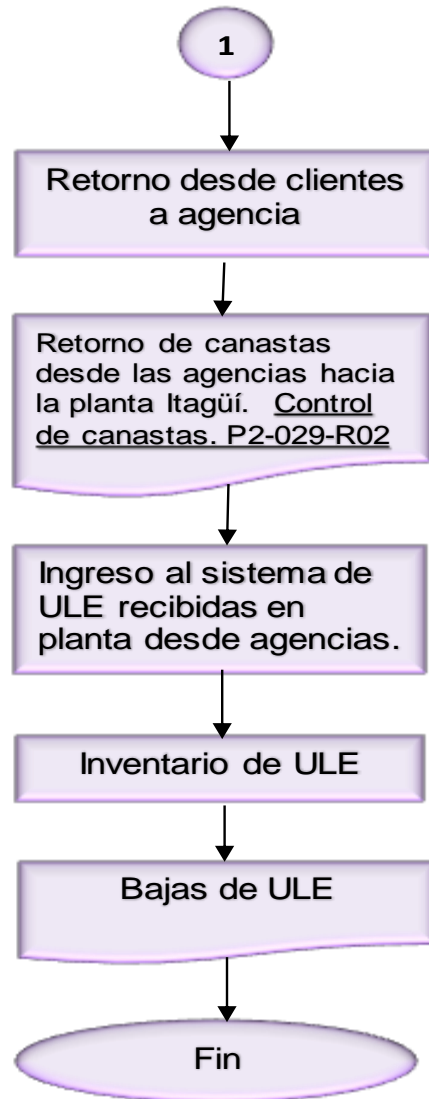 1
Retorno desde clientes
a agencia
Retorno de canastas
desde las agencias hacia
la planta Itagüí. Control
de canastas. P2-029-R02
Ingreso al sistema de
ULE recibidas en
planta desde agencias.
Inventario de ULE
Bajas de ULE
Fin